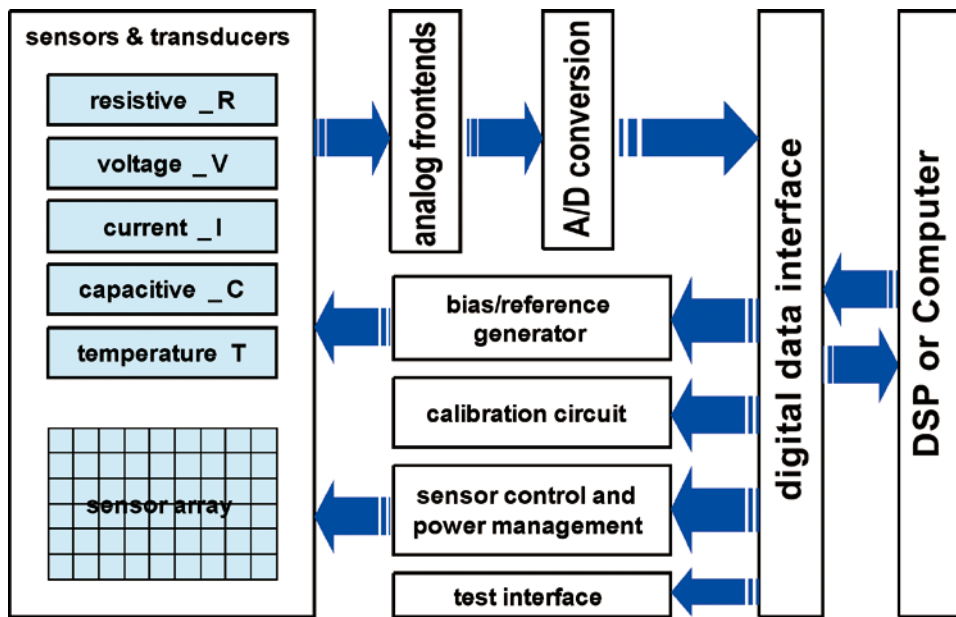 sensors & transducers
resistive _R
voltage _V
current _I
capacitive _C
temperature T
sensor array
analog frontends
A/D conversion
bias/reference
generator
calibration circuit
sensor control and
power management
test interface
digital data interface
DSP or Computer